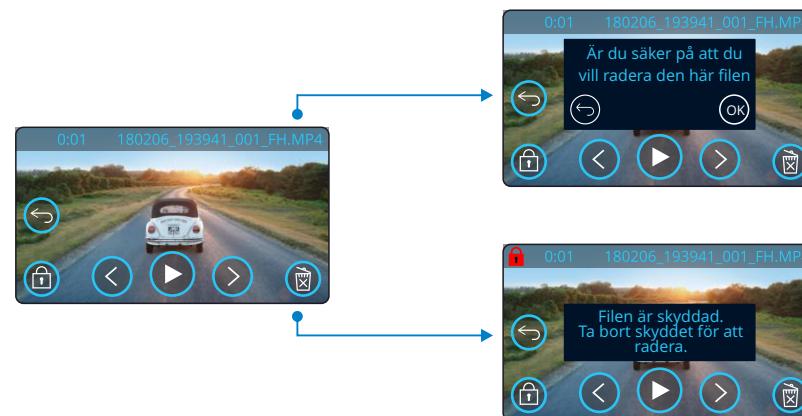 0:01 180206_193941_001_FH.MP4
0:01 180206_193941_001_FH.MP
Är du säker på att du
vill radera den här filen
OK
0:01 180206_193941_001_FH.MP
Filen är skyddad.
Ta bort skyddet för att
radera.